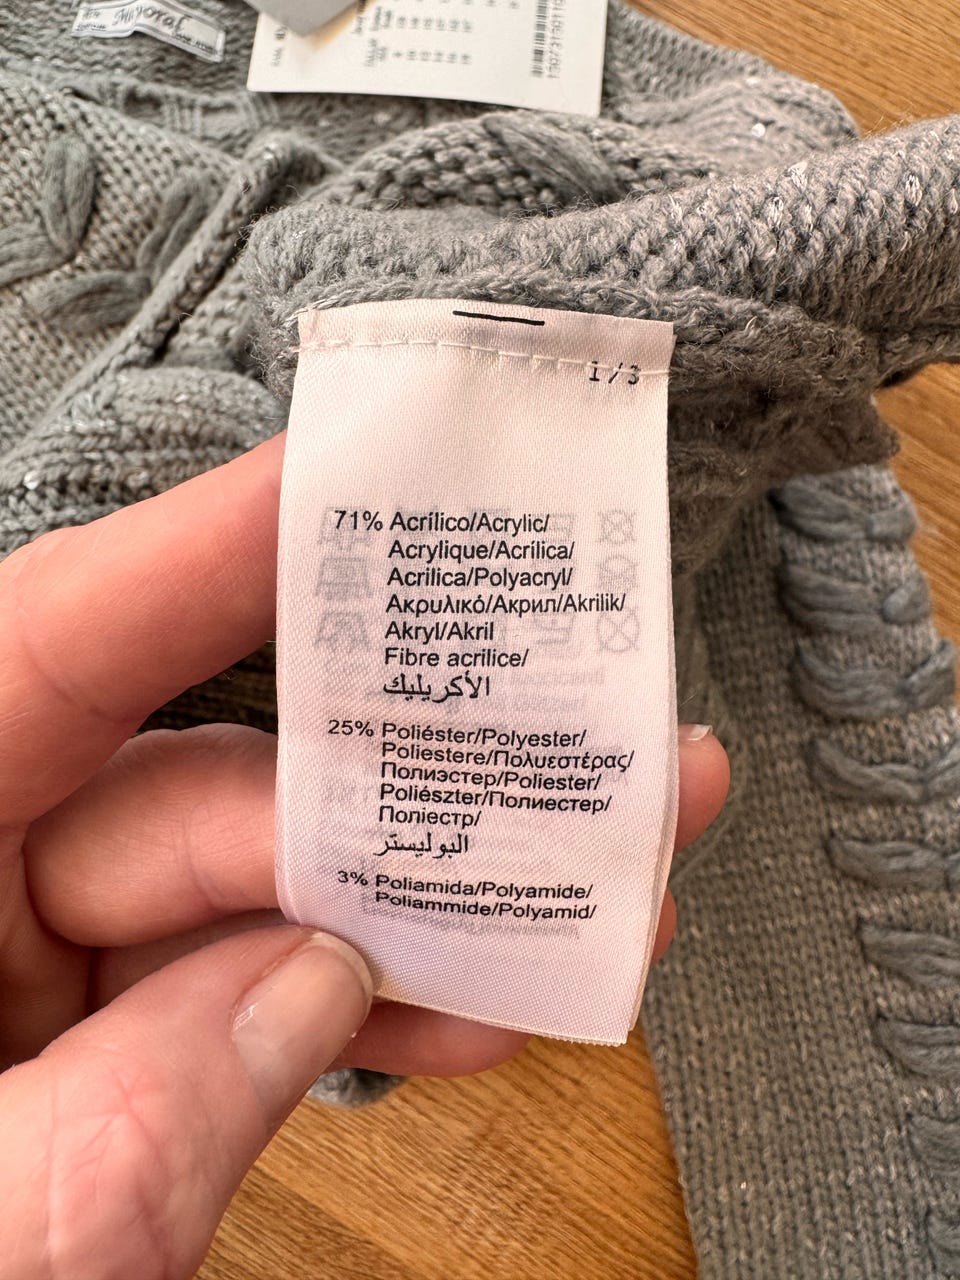 Mayoral
1/3
71% Acrílico/Acrylic/
Acrylique/Acrílica/
Acrilica/Polyacryl/
Ακρυλικό/Акрил/Akrilik/
Akryl/Akril
Fibre acrilice/
الأكريليك
25% Poliéster/Polyester/
Poliestere/Πολυεστέρας/
Полиэстер/Poliester/
Poliészter/Полиестер/
Поліестр/
البوليستر
3% Poliamida/Polyamide/
Poliammide/Polyamid/